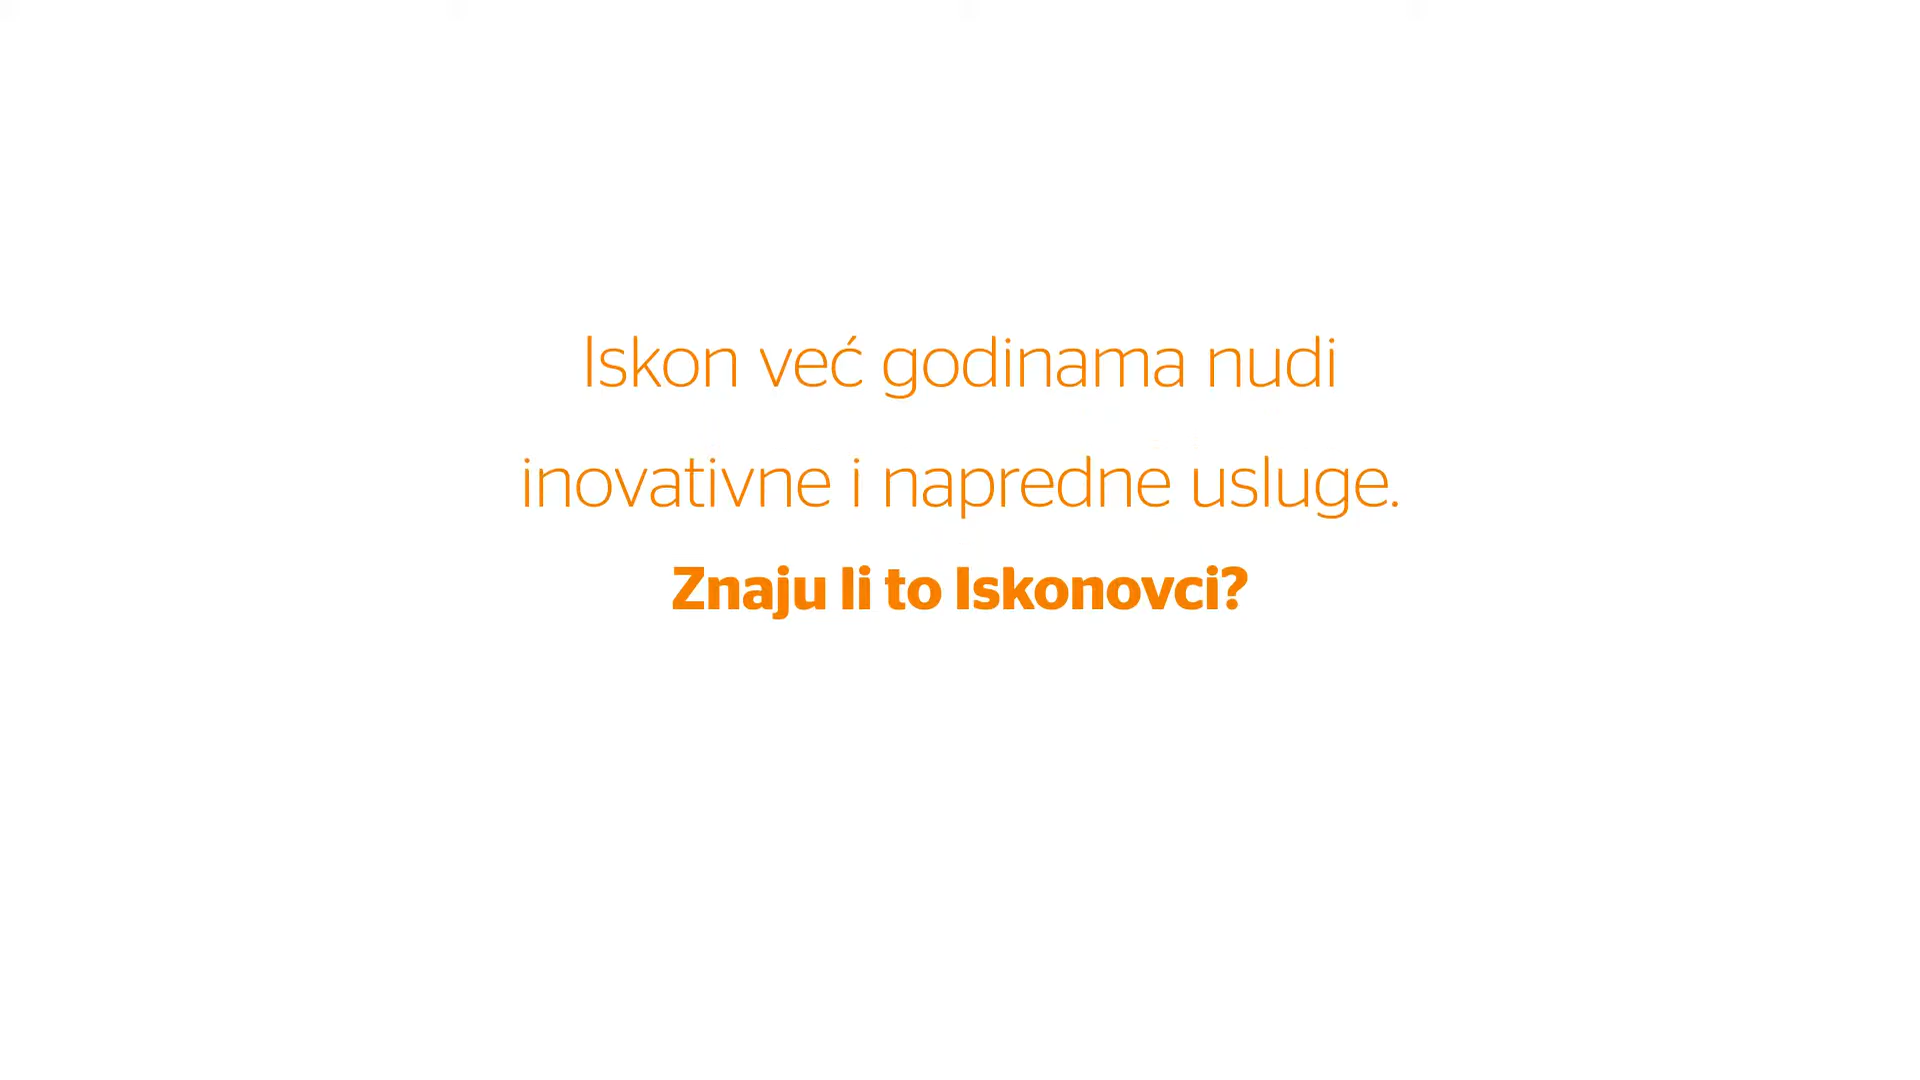 Iskon već godinama nudi
inovativne i napredne usluge.
Znaju li to Iskonovci?